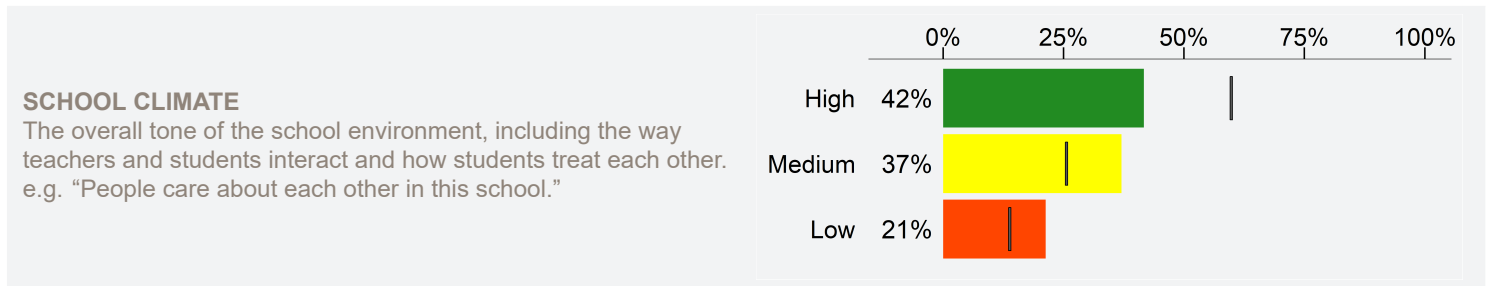 SCHOOL CLIMATE
The overall tone of the school environment, including the way
teachers and students interact and how students treat each other.
e.g. “People care about each other in this school.”
0% 25% 50% 75% 100%
High 42%
Medium 37%
Low 21%